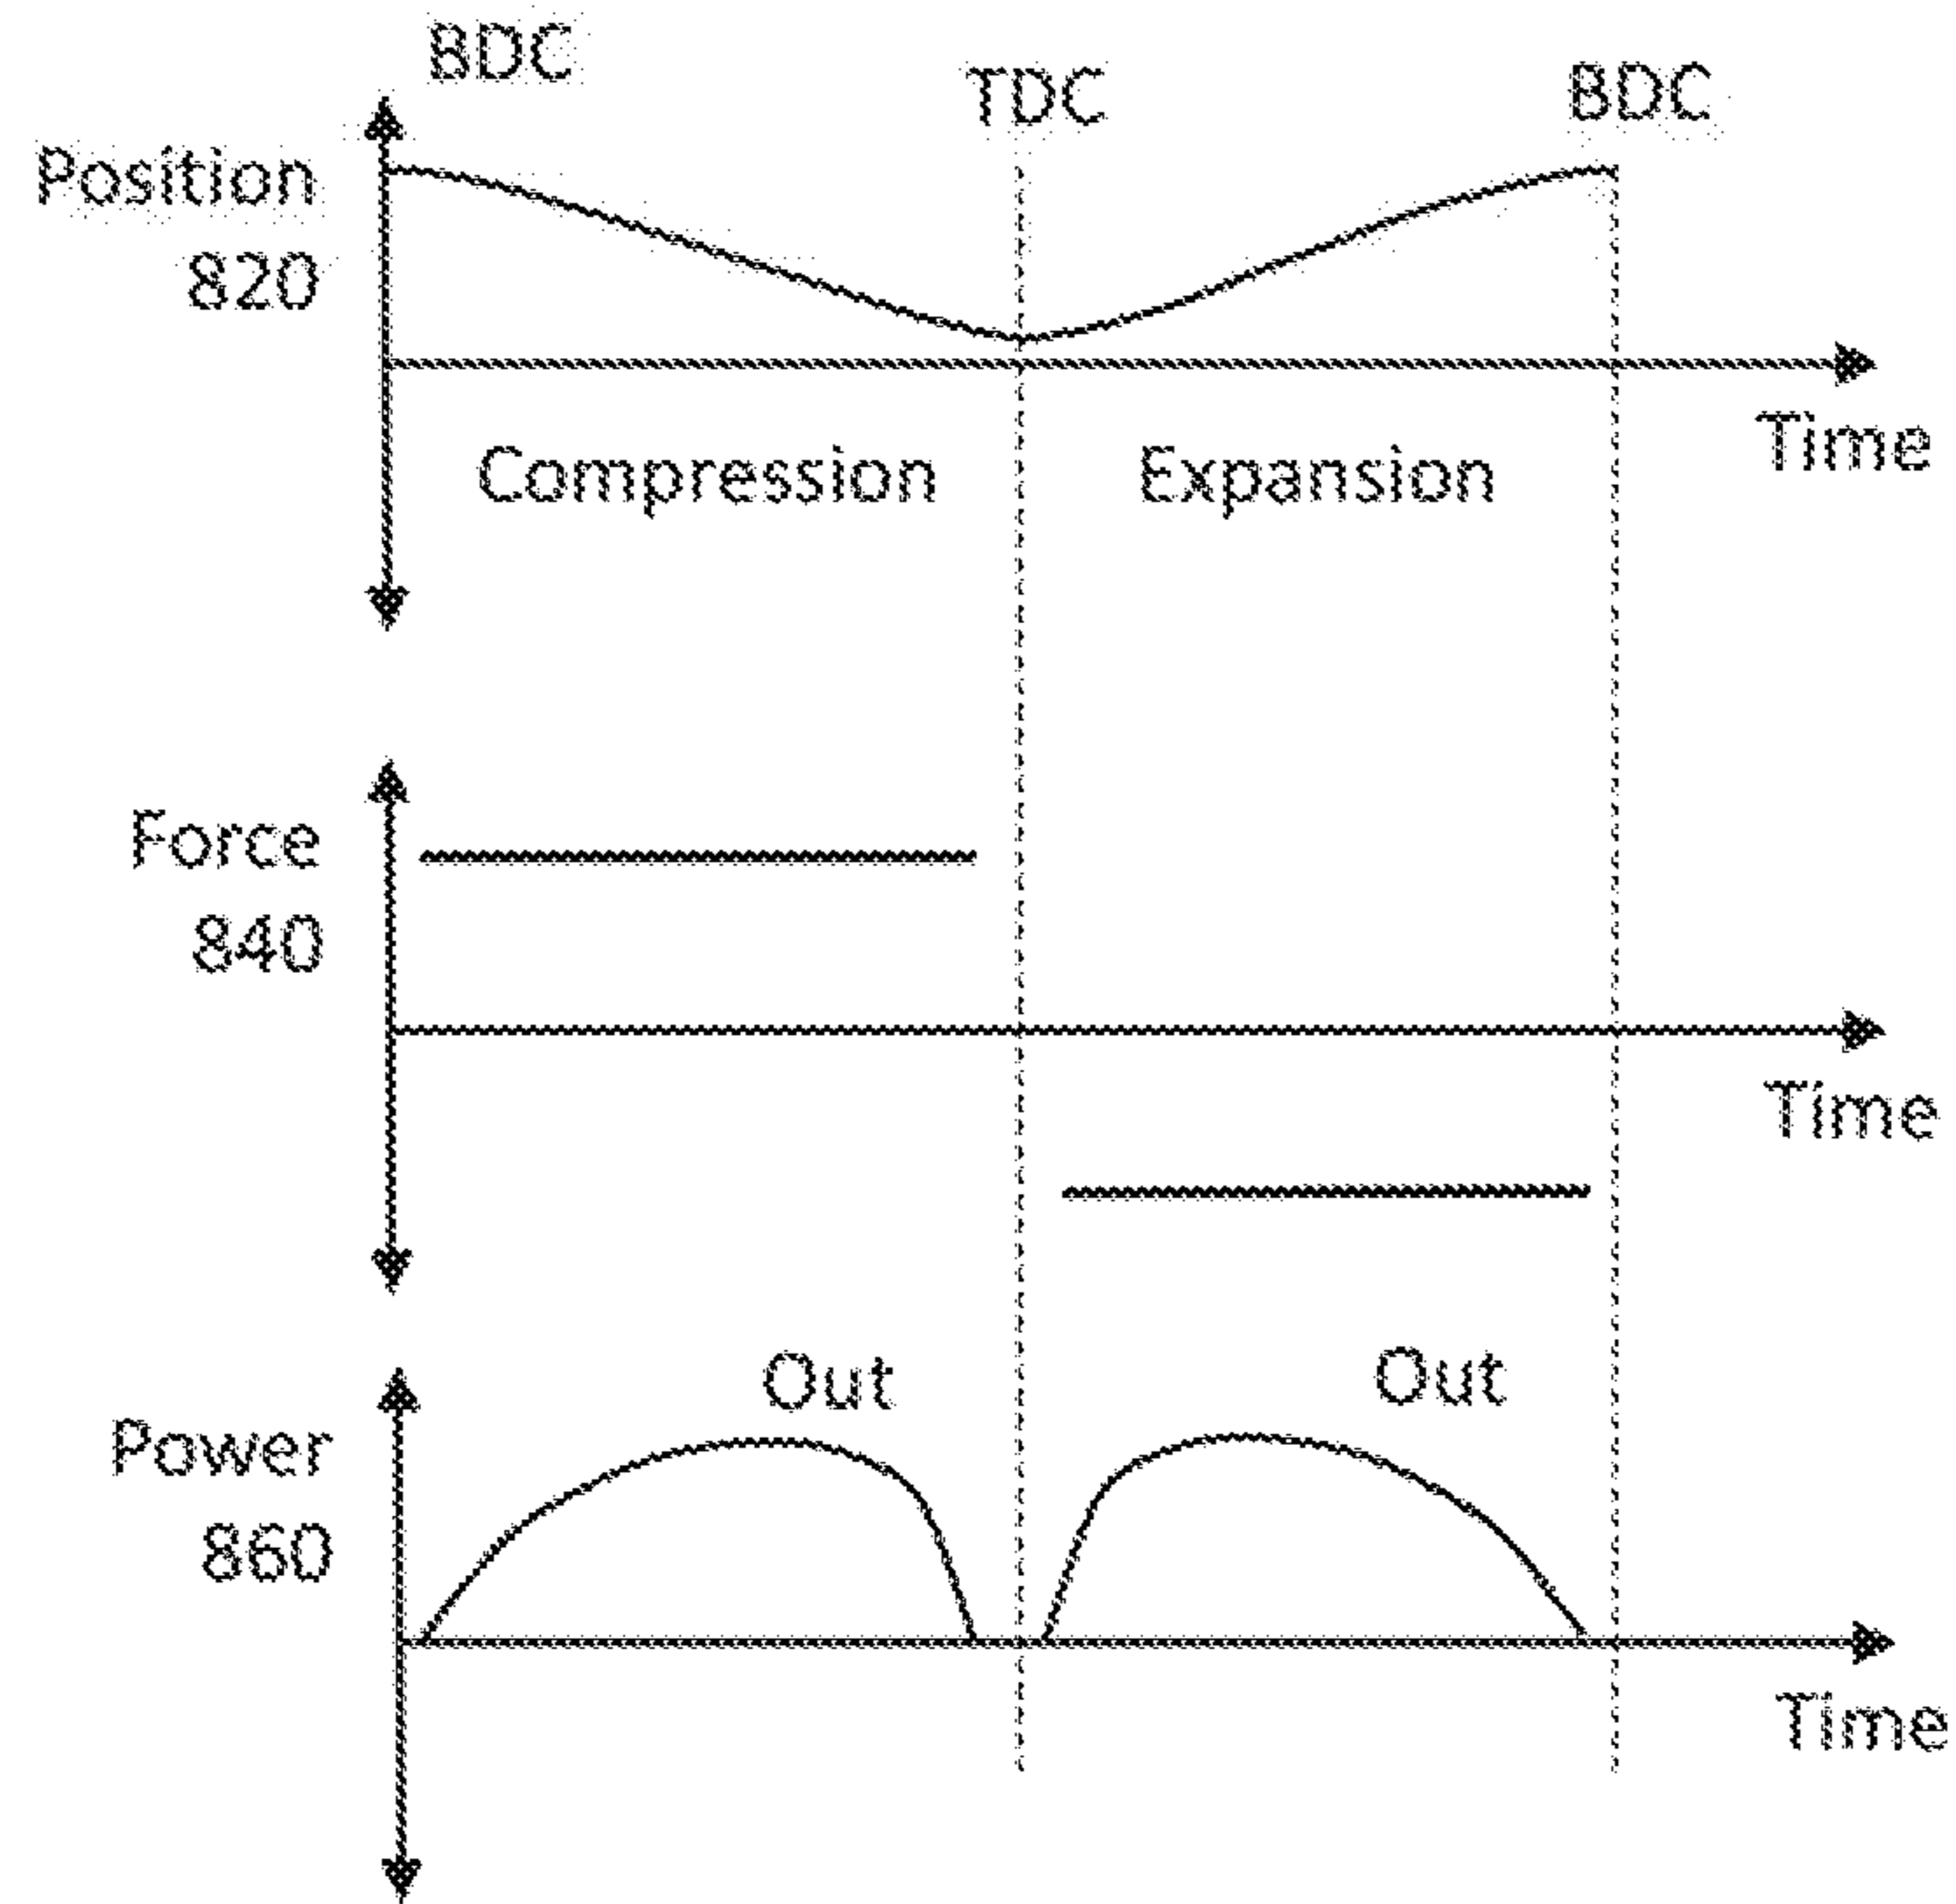 BDC
TDC
BDC
Position
820
Time
Compression
Expansion
Force
840
Time
Out
Out
Power
860
Time